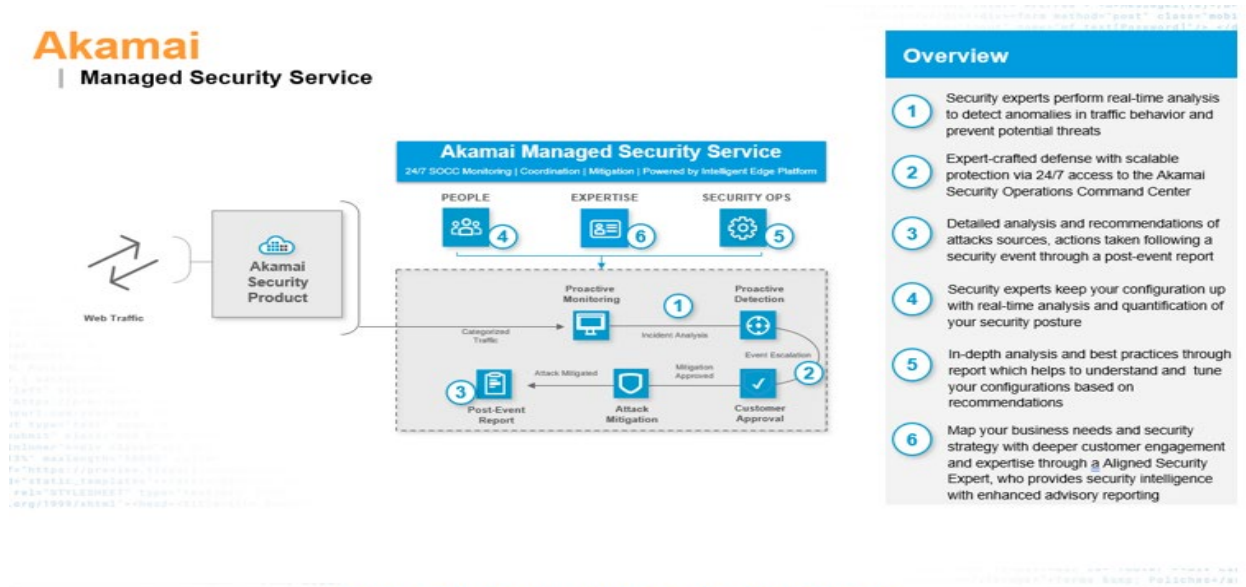 Akamai
Managed Security Service
Akamai Managed Security Service
24/7 SOCC Monitoring | Coordination | Mitigation | Powered by Intelligent Edge Platform
PEOPLE
EXPERTISE
SECURITY OPS
4
6
5
Akamai
Security
Product
Web Traffic
Proactive
Monitoring
1
Proactive
Detection
Categorized
Traffic
Incident Analysis
Event Escalation
2
Mitigation
Approved
Attack Mitigated
3
Post-Event
Report
Attack
Mitigation
Customer
Approval
Overview
1
Security experts perform real-time analysis
to detect anomalies in traffic behavior and
prevent potential threats
2
Expert-crafted defense with scalable
protection via 24/7 access to the Akamai
Security Operations Command Center
3
Detailed analysis and recommendations of
attacks sources, actions taken following a
security event through a post-event report
4
Security experts keep your configuration up
with real-time analysis and quantification of
your security posture
5
In-depth analysis and best practices through
report which helps to understand and tune
your configurations based on
recommendations
6
Map your business needs and security
strategy with deeper customer engagement
and expertise through a Aligned Security
Expert, who provides security intelligence
with enhanced advisory reporting